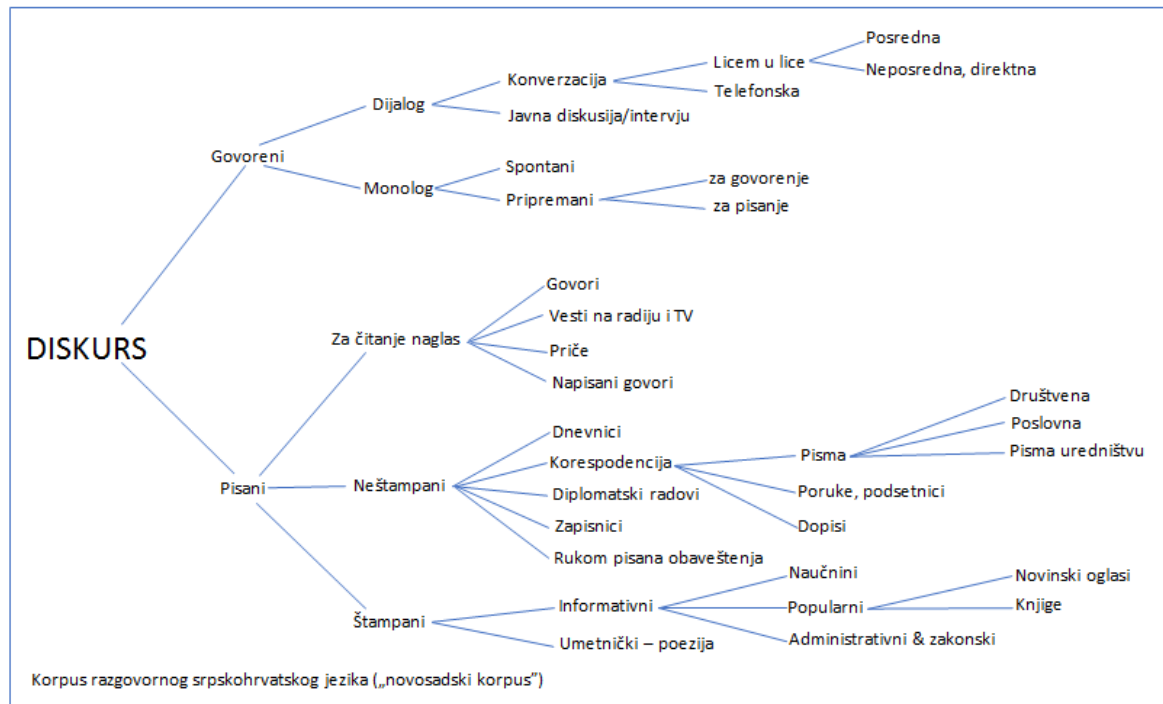 Posredna
Licem u lice
Neposredna, direktna
Konverzacija
Telefonska
Dijalog
Javna diskusija/intervju
Govoreni
Spontani
Monolog
za govorenje
Pripremani
za pisanje
DISKURS
Govori
Vesti na radiju i TV
Za čitanje naglas
Priče
Napisani govori
Društvena
Dnevnici
Poslovna
Korespodencija
Pisma
Pisma uredništvu
Pisani
Neštampani
Diplomatski radovi
Poruke, podsetnici
Zapisnici
Dopisi
Rukom pisana obaveštenja
Naučnini
Novinski oglasi
Informativni
Popularni
Knjige
Štampani
Umetnički – poezija
Administrativni & zakonski
Korpus razgovornog srpskohrvatskog jezika („novosadski korpus”)